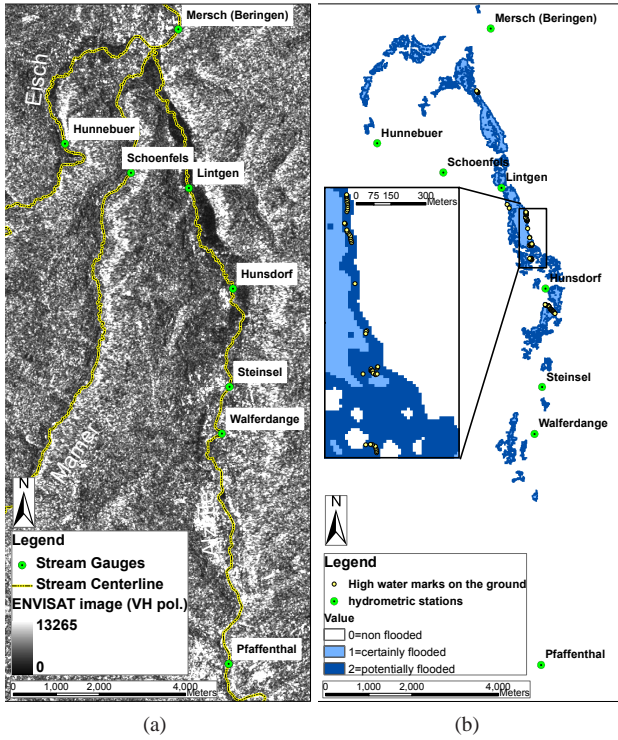 Mersch (Beringen)
Eisch
Hunnebuer
Schoenfels
Lintgen
Hunsdorf
Steinsel
Walferdange
Mamer
Alzette
N
Legend
Stream Gauges
Stream Centerline
ENVISAT image (VH pol.)
13265
0
Pfaffenthal
0 1,000 2,000 4,000
Meters
(a)
Mersch (Beringen)
Hunnebuer
Schoenfels
Lintgen
0 75 150 300
Meters
Hunsdorf
Steinsel
Walferdange
N
Legend
High water marks on the ground
hydrometric stations
Value
0=non flooded
1=certainly flooded
2=potentially flooded
Pfaffenthal
0 1,000 2,000 4,000
Meters
(b)